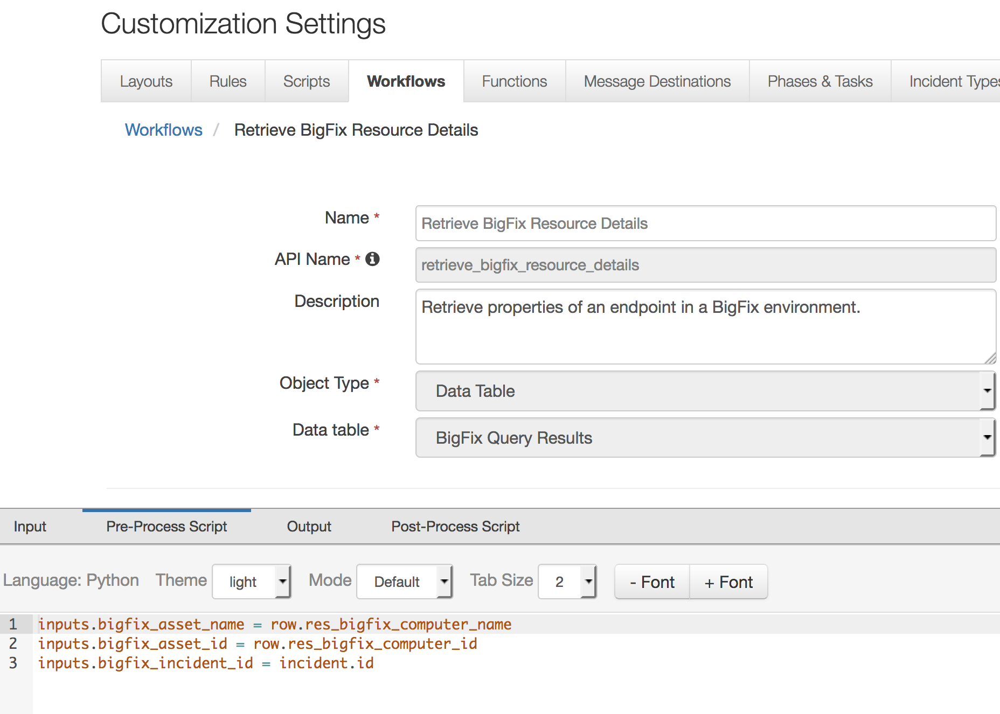 Customization Settings
Layouts Rules Scripts Workflows Functions Message Destinations Phases & Tasks Incident Types
Workflows / Retrieve BigFix Resource Details
Name * Retrieve BigFix Resource Details
API Name * retrieve_bigfix_resource_details
Description Retrieve properties of an endpoint in a BigFix environment.
Object Type * Data Table
Data table * BigFix Query Results
Input Pre-Process Script Output Post-Process Script
Language: Python Theme light Mode Default Tab Size 2 - Font + Font
1 inputs.bigfix_asset_name = row.res_bigfix_computer_name
2 inputs.bigfix_asset_id = row.res_bigfix_computer_id
3 inputs.bigfix_incident_id = incident.id